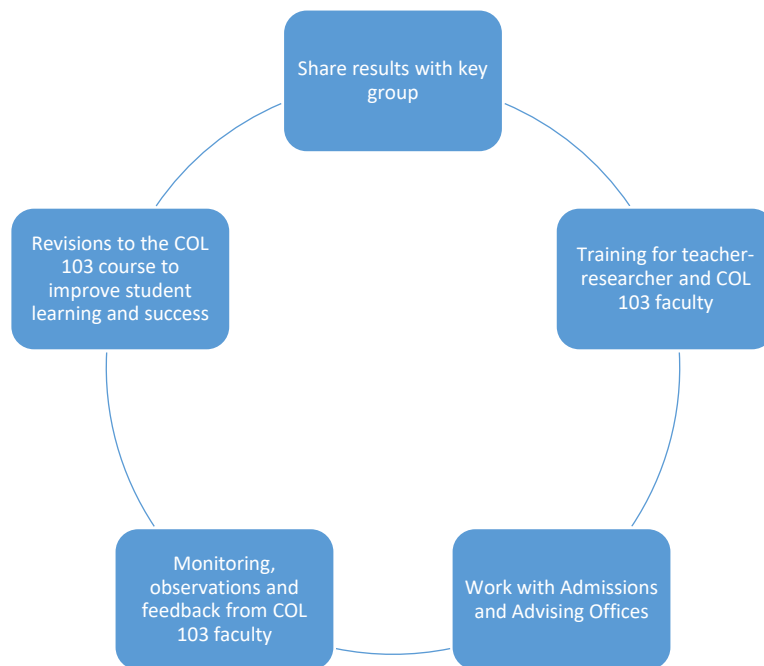 Share results with key
group
Training for teacher-
researcher and COL
103 faculty
Work with Admissions
and Advising Offices
Monitoring,
observations and
feedback from COL
103 faculty
Revisions to the COL
103 course to
improve student
learning and success